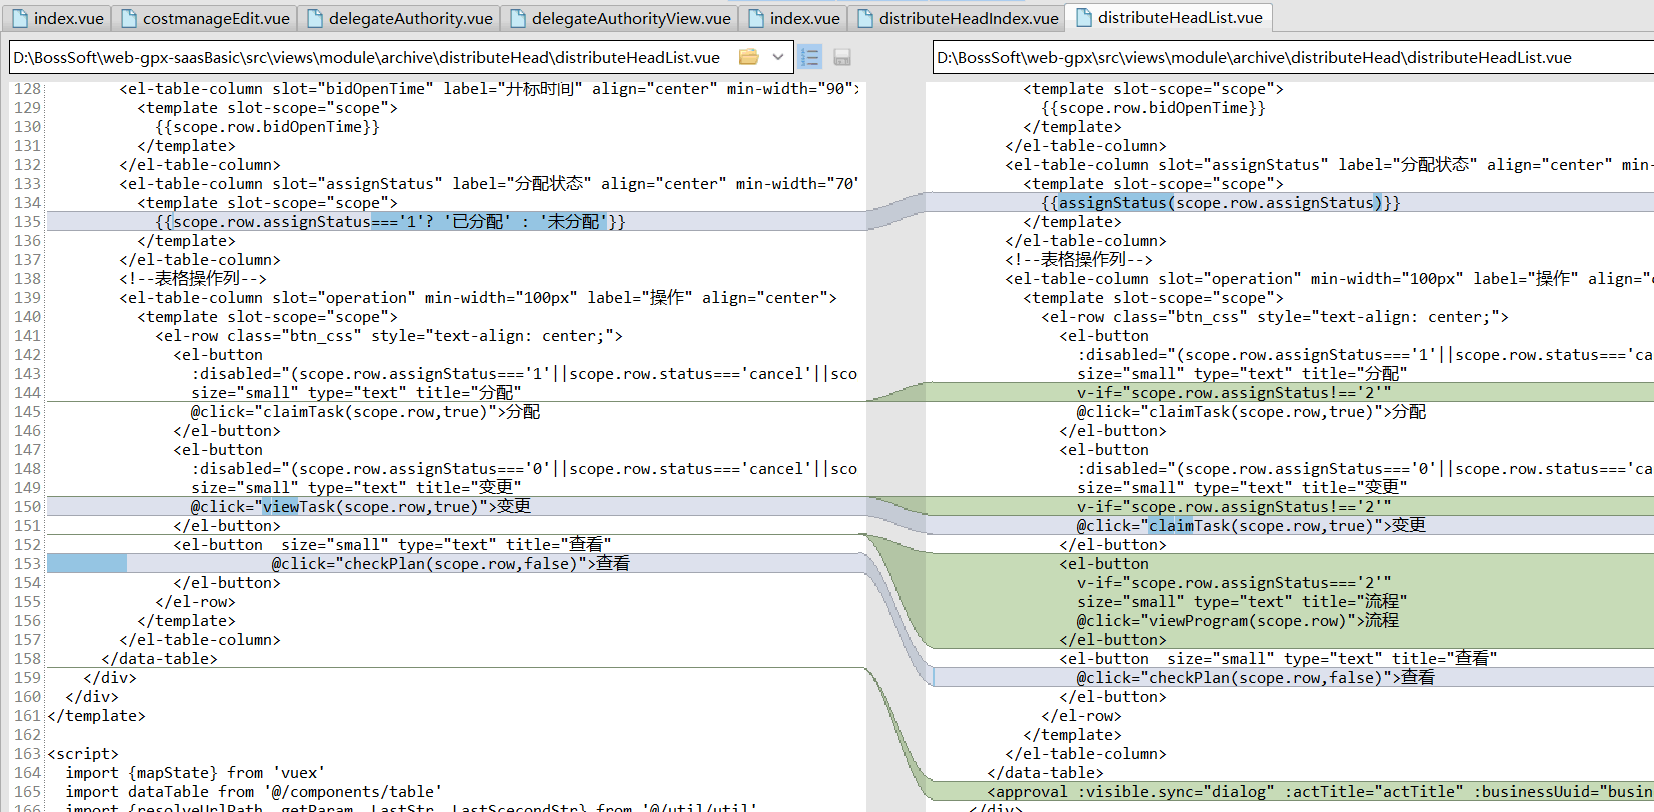 index.vue costmanageEdit.vue delegateAuthority.vue delegateAuthorityView.vue index.vue distributeHeadIndex.vue distributeHeadList.vue
D:\BossSoft\web-gpx-saasBasic\src\views\module\archive\distributeHead\distributeHeadList.vue
128 <el-table-column slot="bidOpenTime" label="开标时间" align="center" min-width="90">
129 <template slot-scope="scope">
130 {{scope.row.bidOpenTime}}
131 </template>
132 </el-table-column>
133 <el-table-column slot="assignStatus" label="分配状态" align="center" min-width="70"
134 <template slot-scope="scope">
135 {{scope.row.assignStatus==='1'? '已分配' : '未分配'}}
136 </template>
137 </el-table-column>
138 <!--表格操作列-->
139 <el-table-column slot="operation" min-width="100px" label="操作" align="center">
140 <template slot-scope="scope">
141 <el-row class="btn_css" style="text-align: center;">
142 <el-button
143 :disabled="(scope.row.assignStatus==='1'||scope.row.status==='cancel'||sco
144 size="small" type="text" title="分配"
145 @click="claimTask(scope.row,true)">分配
146 </el-button>
147 <el-button
148 :disabled="(scope.row.assignStatus==='0'||scope.row.status==='cancel'||sco
149 size="small" type="text" title="变更"
150 @click="viewTask(scope.row,true)">变更
151 </el-button>
152 <el-button  size="small" type="text" title="查看"
153 @click="checkPlan(scope.row,false)">查看
154 </el-button>
155 </el-row>
156 </template>
157 </el-table-column>
158 </data-table>
159 </div>
160 </div>
161 </template>
162
163 <script>
164 import {mapState} from 'vuex'
165 import dataTable from '@/components/table'
166 import {resolveUrlPath, getParam, LastStr, LastScecondStr} from '@/util/util'
D:\BossSoft\web-gpx\src\views\module\archive\distributeHead\distributeHeadList.vue
<template slot-scope="scope">
{{scope.row.bidOpenTime}}
</template>
</el-table-column>
<el-table-column slot="assignStatus" label="分配状态" align="center" min-
<template slot-scope="scope">
{{assignStatus(scope.row.assignStatus)}}
</template>
</el-table-column>
<!--表格操作列-->
<el-table-column slot="operation" min-width="100px" label="操作" align="c
<template slot-scope="scope">
<el-row class="btn_css" style="text-align: center;">
<el-button
:disabled="(scope.row.assignStatus==='1'||scope.row.status==='ca
size="small" type="text" title="分配"
v-if="scope.row.assignStatus!=='2'"
@click="claimTask(scope.row,true)">分配
</el-button>
<el-button
:disabled="(scope.row.assignStatus==='0'||scope.row.status==='ca
size="small" type="text" title="变更"
v-if="scope.row.assignStatus!=='2'"
@click="claimTask(scope.row,true)">变更
</el-button>
<el-button
v-if="scope.row.assignStatus==='2'"
size="small" type="text" title="流程"
@click="viewProgram(scope.row)">流程
</el-button>
<el-button  size="small" type="text" title="查看"
@click="checkPlan(scope.row,false)">查看
</el-button>
</el-row>
</template>
</el-table-column>
</data-table>
<approval :visible.sync="dialog" :actTitle="actTitle" :businessUuid="busin
</div>